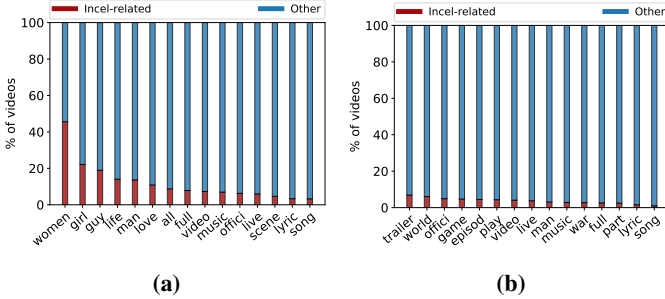 Incel-related Other
100
80
60
40
20
0
% of videos
women girl guy life man love all full video music offici live scene lyric song
(a)
Incel-related Other
100
80
60
40
20
0
% of videos
trailer world offici game episod play video live man music war full part lyric song
(b)